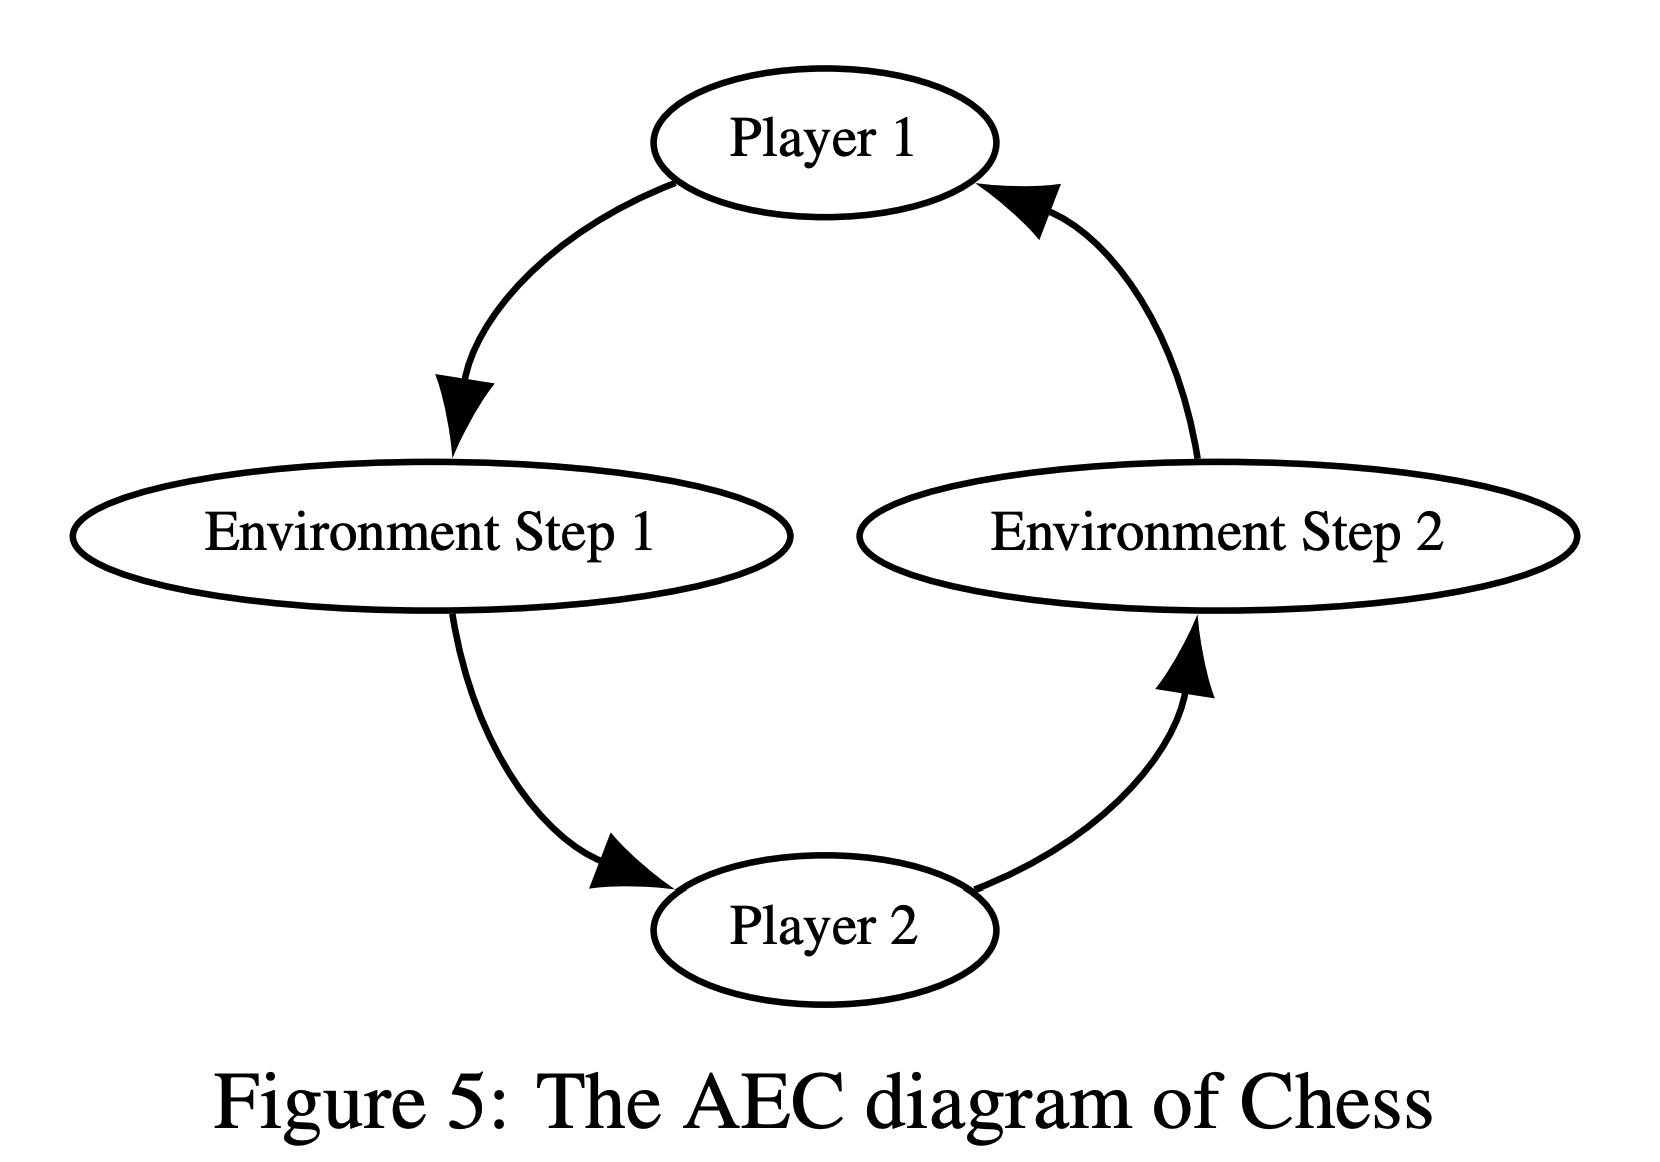 Player 1
Environment Step 1
Environment Step 2
Player 2
Figure 5: The AEC diagram of Chess